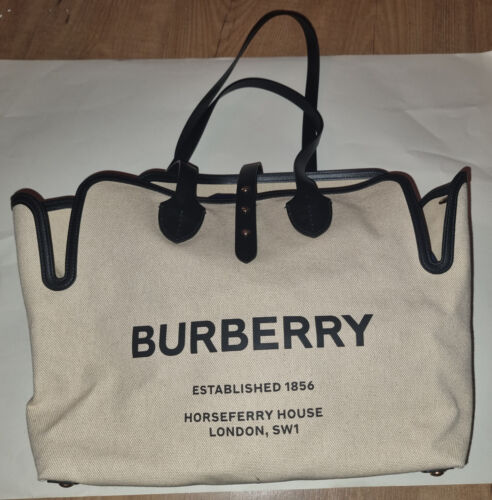 BURBERRY
ESTABLISHED 1856
HORSEFERRY HOUSE
LONDON, SW1